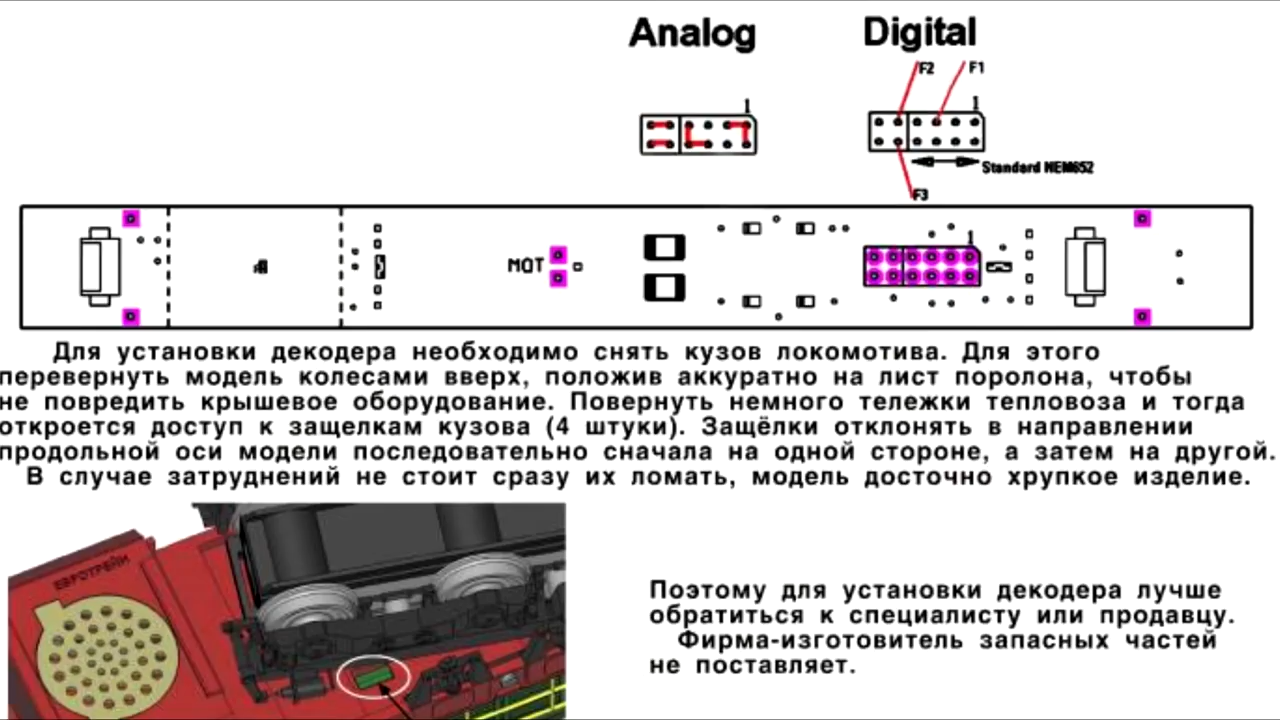 Analog
Digital
F2
F1
1
1
Standard NEM652
F3
МОТ
1
Для установки декодера необходимо снять кузов локомотива. Для этого
перевернуть модель колесами вверх, положив аккуратно на лист поролона, чтобы
не повредить крышевое оборудование. Повернуть немного тележки тепловоза и тогда
откроется доступ к защелкам кузова (4 штуки). Защёлки отклонять в направлении
продольной оси модели последовательно сначала на одной стороне, а затем на другой.
В случае затруднений не стоит сразу их ломать, модель досточно хрупкое изделие.
ЕВРОТРЕЙН
Поэтому для установки декодера лучше
обратиться к специалисту или продавцу.
Фирма-изготовитель запасных частей
не поставляет.